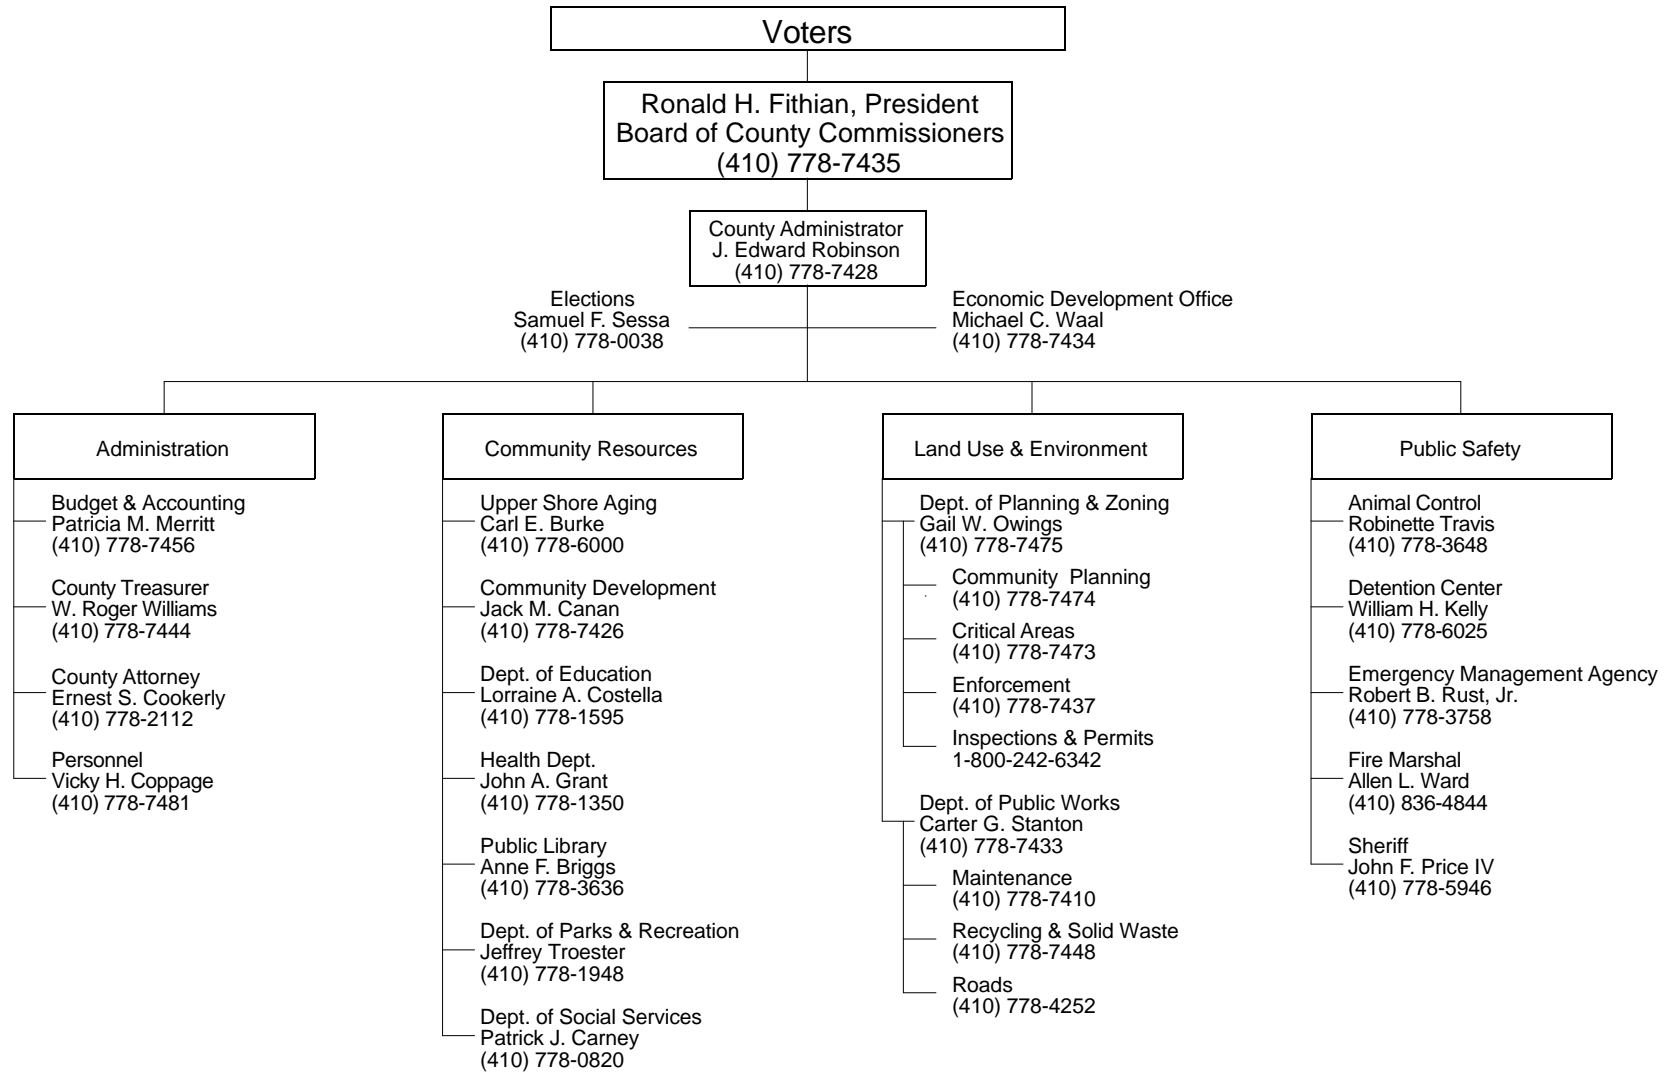 Voters
Ronald H. Fithian, President
Board of County Commissioners
(410) 778-7435
County Administrator
J. Edward Robinson
(410) 778-7428
Elections
Samuel F. Sessa
(410) 778-0038
Economic Development Office
Michael C. Waal
(410) 778-7434
Administration
Budget & Accounting
Patricia M. Merritt
(410) 778-7456
County Treasurer
W. Roger Williams
(410) 778-7444
County Attorney
Ernest S. Cookerly
(410) 778-2112
Personnel
Vicky H. Coppage
(410) 778-7481
Community Resources
Upper Shore Aging
Carl E. Burke
(410) 778-6000
Community Development
Jack M. Canan
(410) 778-7426
Dept. of Education
Lorraine A. Costella
(410) 778-1595
Health Dept.
John A. Grant
(410) 778-1350
Public Library
Anne F. Briggs
(410) 778-3636
Dept. of Parks & Recreation
Jeffrey Troester
(410) 778-1948
Dept. of Social Services
Patrick J. Carney
(410) 778-0820
Land Use & Environment
Dept. of Planning & Zoning
Gail W. Owings
(410) 778-7475
Community Planning
(410) 778-7474
Critical Areas
(410) 778-7473
Enforcement
(410) 778-7437
Inspections & Permits
1-800-242-6342
Dept. of Public Works
Carter G. Stanton
(410) 778-7433
Maintenance
(410) 778-7410
Recycling & Solid Waste
(410) 778-7448
Roads
(410) 778-4252
Public Safety
Animal Control
Robinette Travis
(410) 778-3648
Detention Center
William H. Kelly
(410) 778-6025
Emergency Management Agency
Robert B. Rust, Jr.
(410) 778-3758
Fire Marshal
Allen L. Ward
(410) 836-4844
Sheriff
John F. Price IV
(410) 778-5946